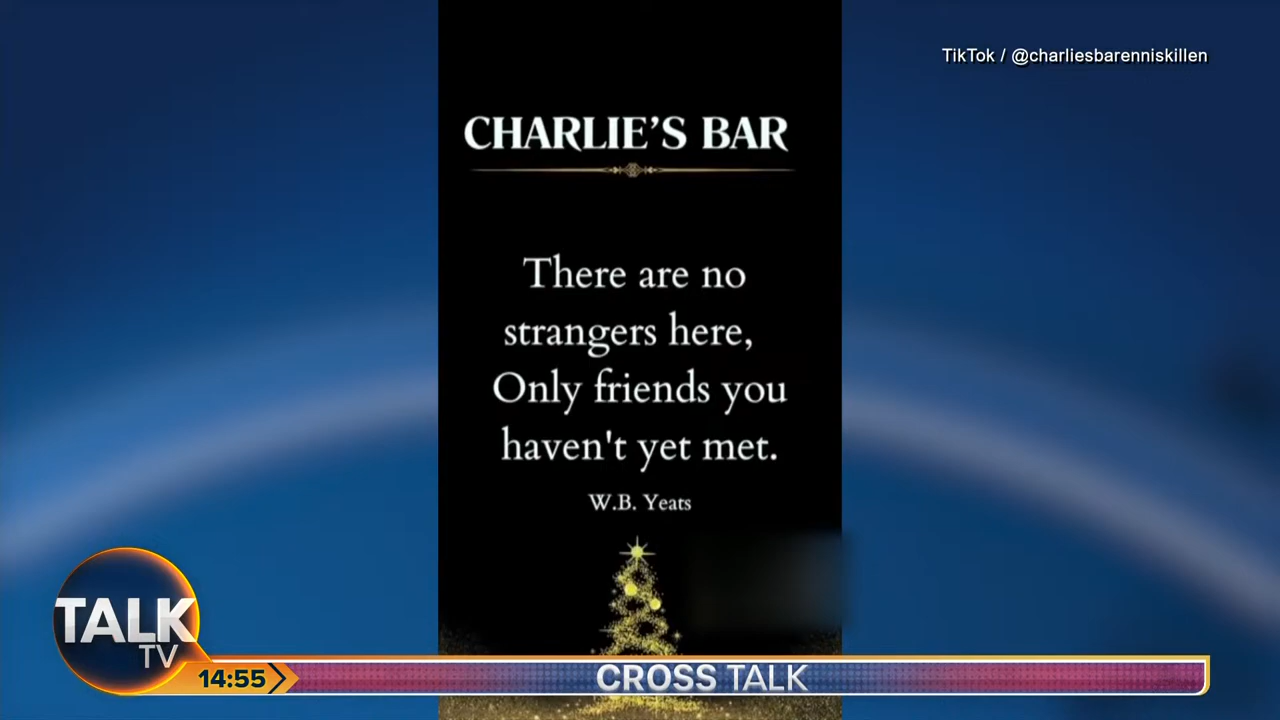 TikTok / @charliesbarenniskillen
CHARLIE'S BAR
There are no
strangers here,
Only friends you
haven't yet met.
W.B. Yeats
TALK
TV
14:55
CROSS TALK